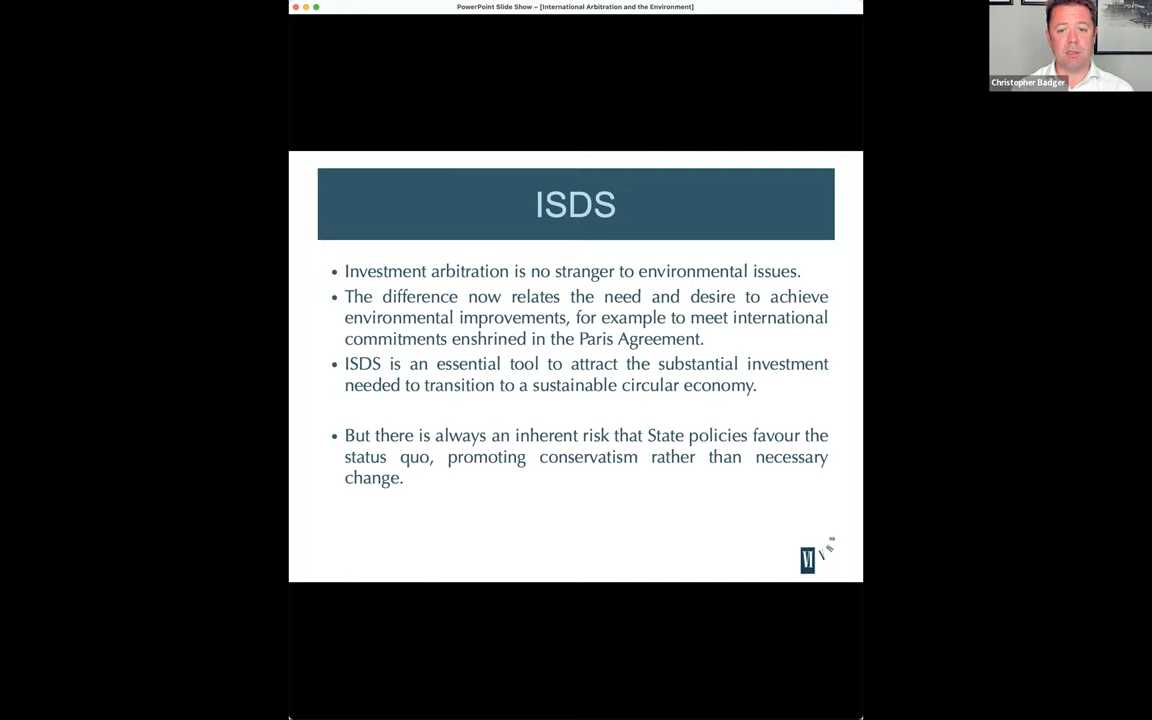 PowerPoint Slide Show – [International Arbitration and the Environment]
Christopher Badger
ISDS
• Investment arbitration is no stranger to environmental issues.
• The difference now relates the need and desire to achieve
environmental improvements, for example to meet international
commitments enshrined in the Paris Agreement.
• ISDS is an essential tool to attract the substantial investment
needed to transition to a sustainable circular economy.
• But there is always an inherent risk that State policies favour the
status quo, promoting conservatism rather than necessary
change.
VI